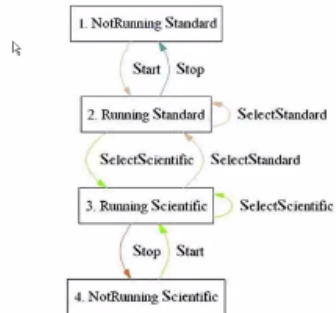 1. NotRunning Standard
Start Stop
2. Running Standard
SelectStandard
SelectScientific SelectStandard
3. Running Scientific
SelectScientific
Stop Start
4. NotRunning Scientific